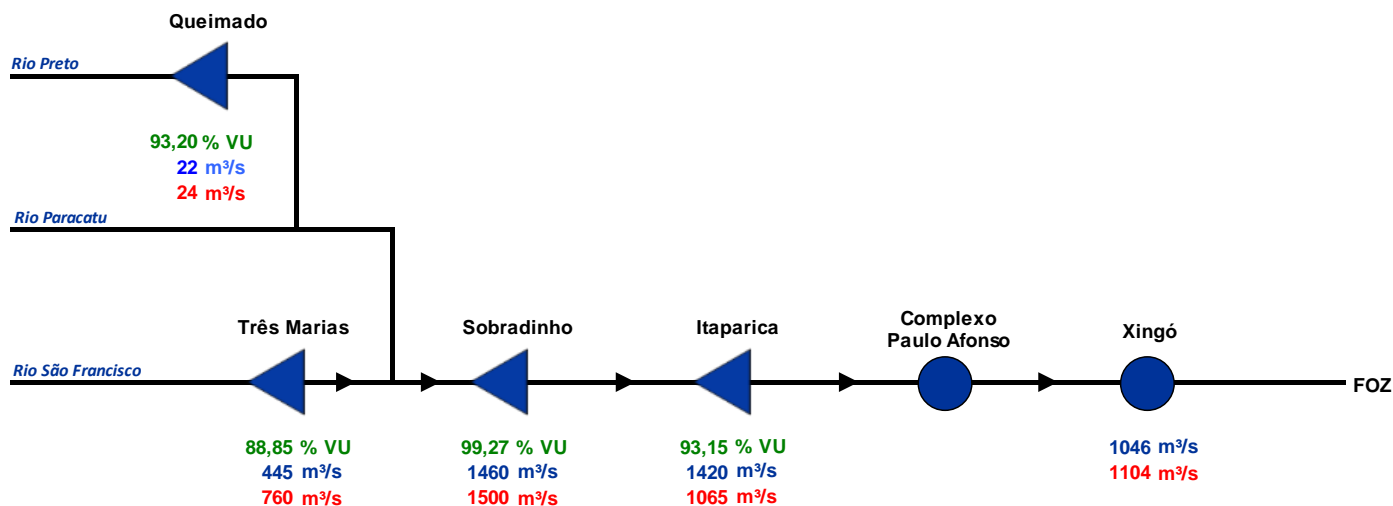 Queimado
Rio Preto
93,20 % VU
22 m³/s
24 m³/s
Rio Paracatu
Três Marias
Sobradinho
Itaparica
Complexo
Paulo Afonso
Xingó
Rio São Francisco
FOZ
88,85 % VU
445 m³/s
760 m³/s
99,27 % VU
1460 m³/s
1500 m³/s
93,15 % VU
1420 m³/s
1065 m³/s
1046 m³/s
1104 m³/s